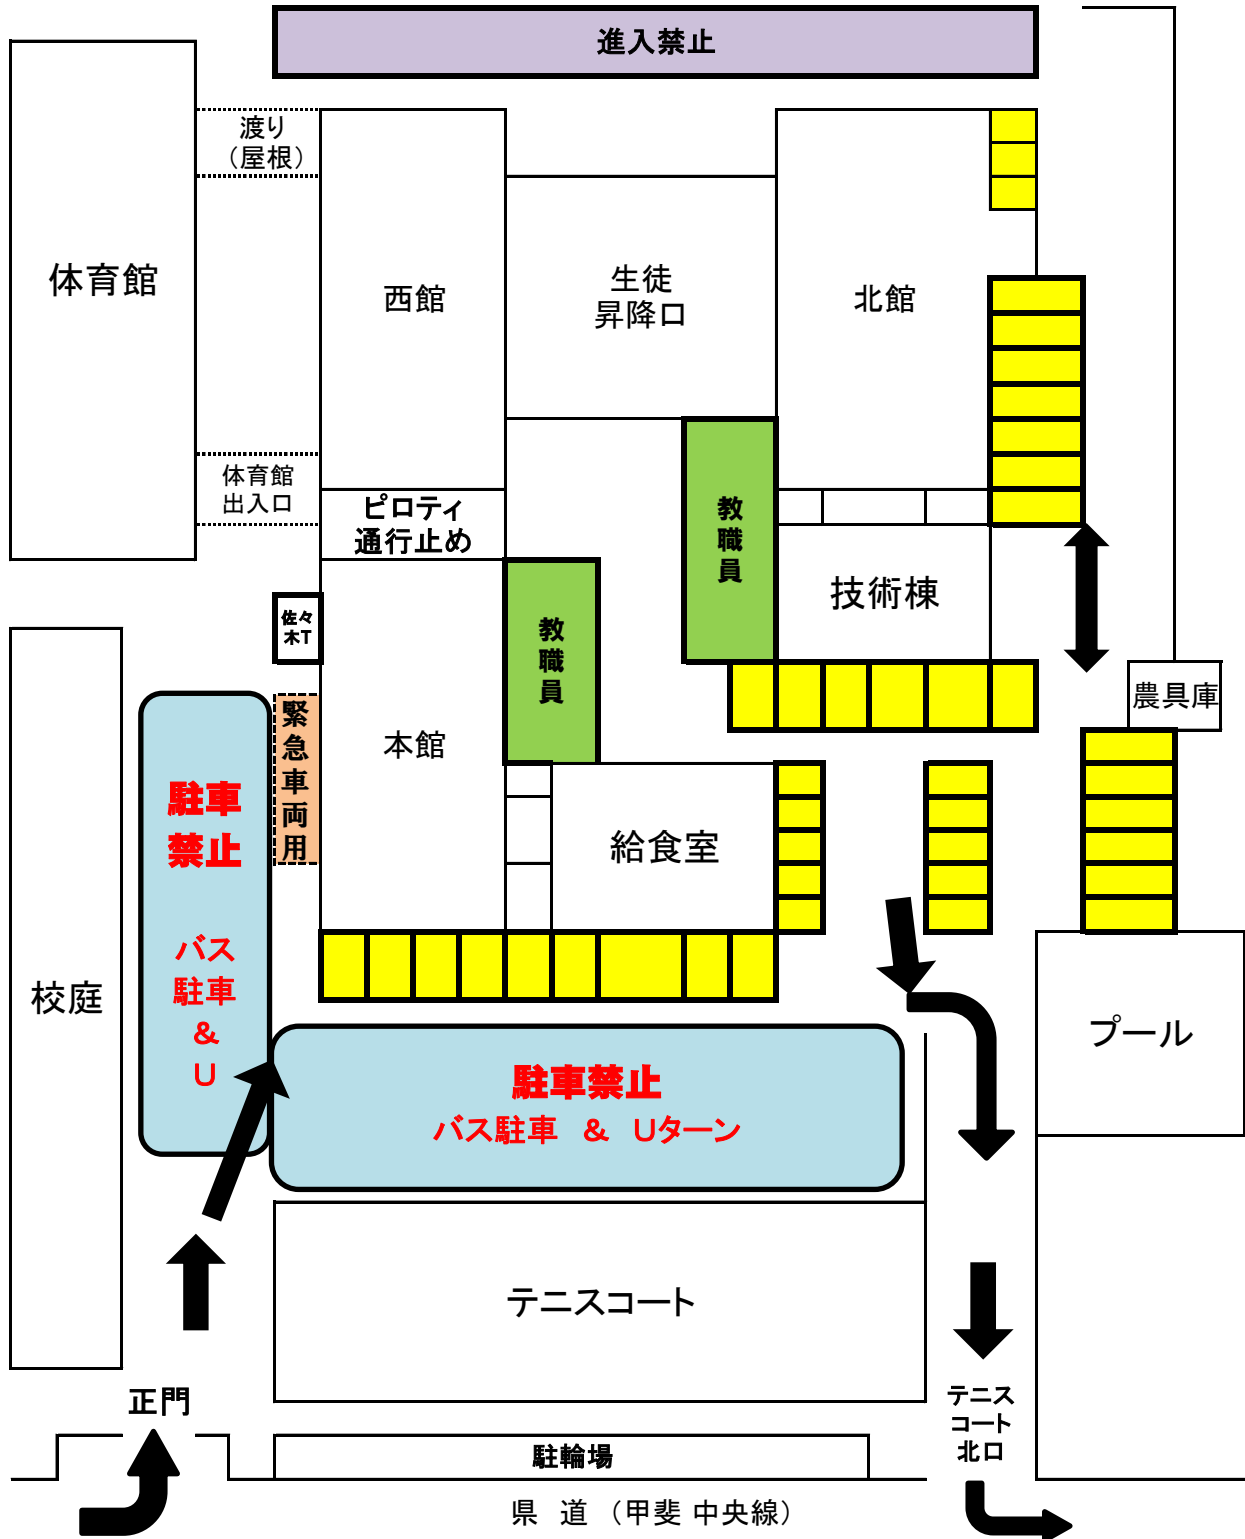 進入禁止
渡り
（屋根）
体育館
西館
生徒
昇降口
北館
体育館
出入口
ピロティ
通行止め
教
職
員
技術棟
佐々
木T
教
職
員
農具庫
緊
急
車
両
用
本館
給食室
駐車
禁止
バス
駐車
＆
U
校庭
プール
駐車禁止
バス駐車 ＆ Uターン
テニスコート
正門
テニス
コート
北口
駐輪場
県 道 （甲斐 中央線）